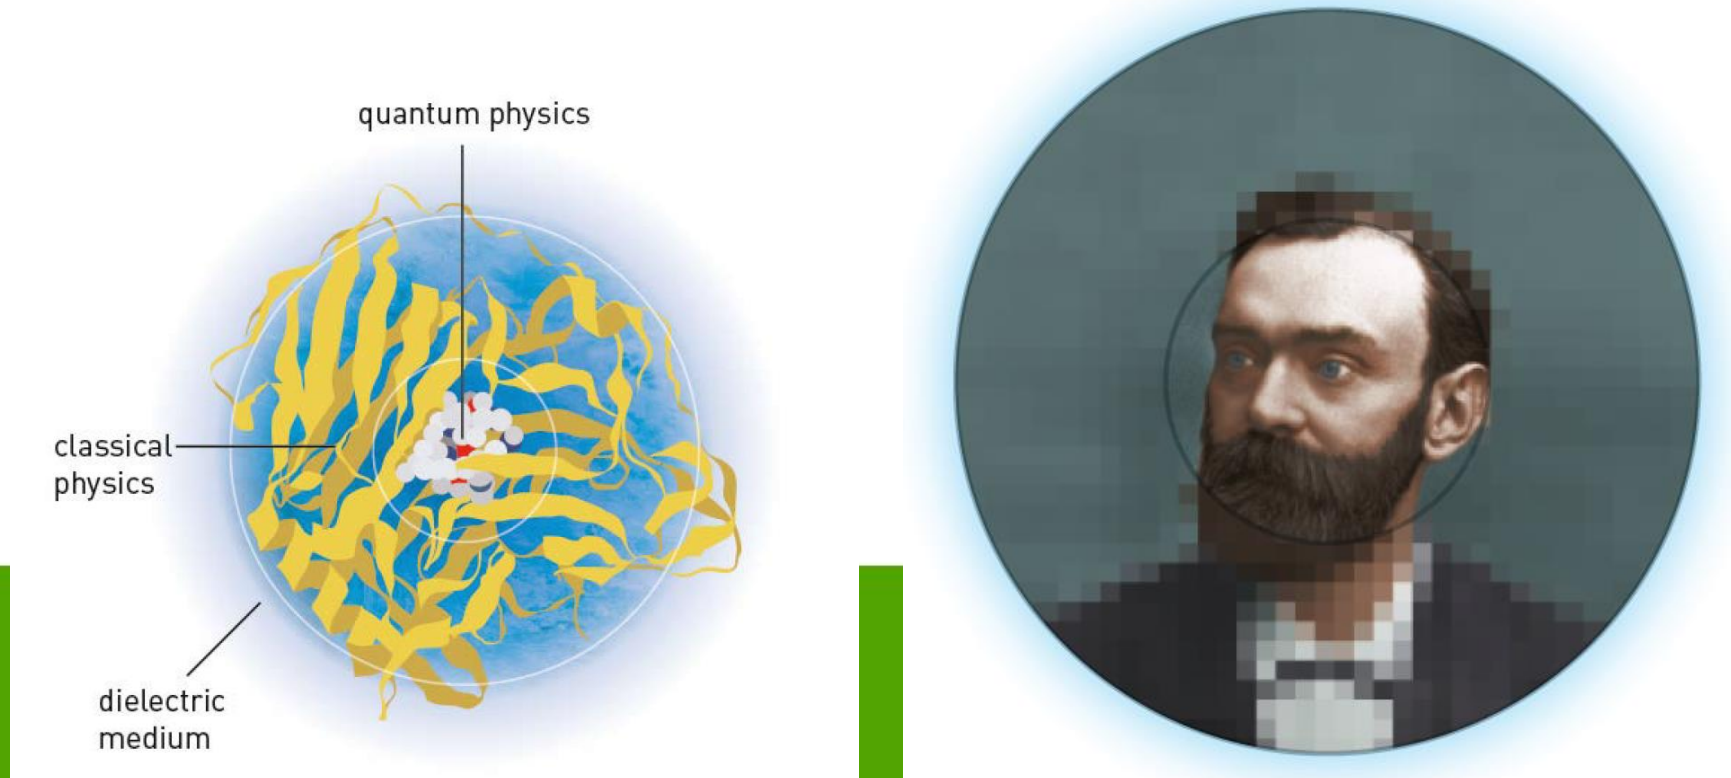 quantum physics
classical
physics
dielectric
medium